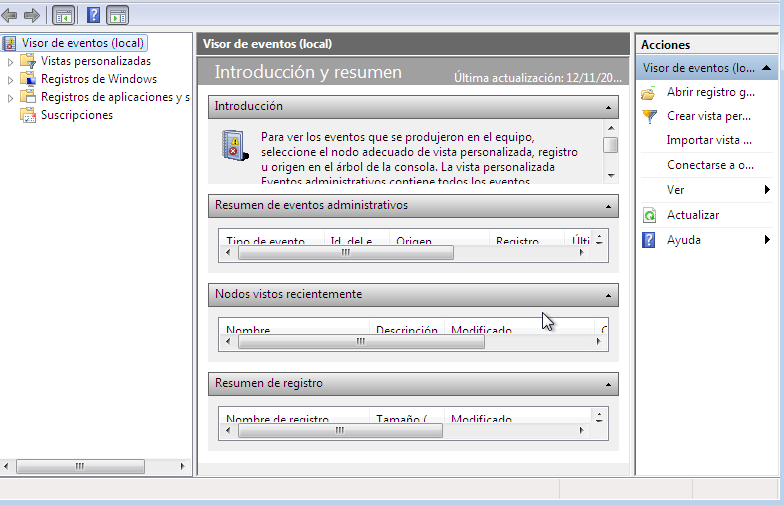 Visor de eventos (local)
Vistas personalizadas
Registros de Windows
Registros de aplicaciones y s
Suscripciones
Visor de eventos (local)
Introducción y resumen
Última actualización: 12/11/20...
Introducción
Para ver los eventos que se produjeron en el equipo,
seleccione el nodo adecuado de vista personalizada, registro
u origen en el árbol de la consola. La vista personalizada
Eventos administrativos contiene todos los eventos
Resumen de eventos administrativos
Tipo de evento Id. del e... Origen Registro Últi
Nodos vistos recientemente
Nombre Descripción Modificado C
Resumen de registro
Nombre de registro Tamaño (... Modificado
Acciones
Visor de eventos (lo...
Abrir registro g...
Crear vista per...
Importar vista ...
Conectarse a o...
Ver
Actualizar
Ayuda